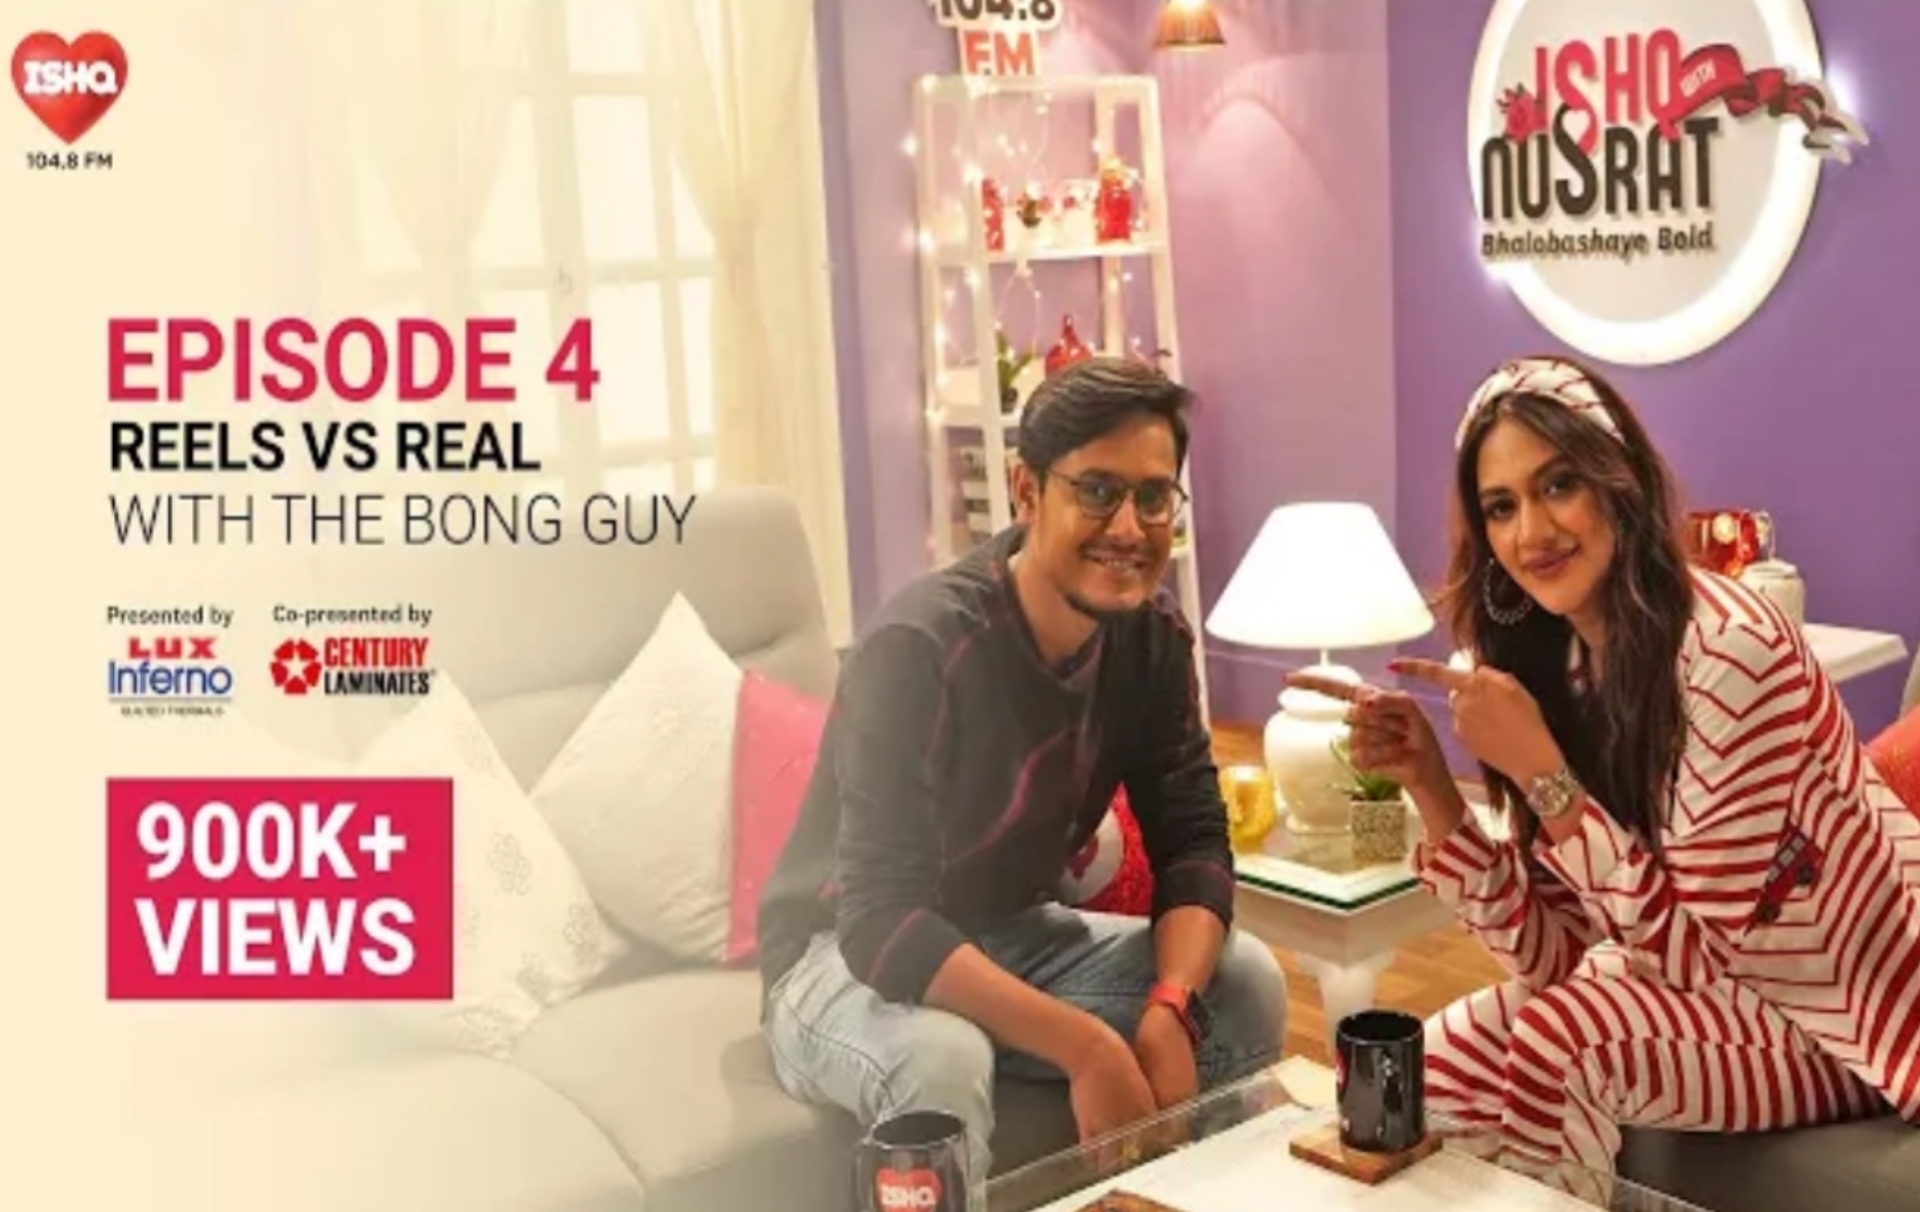 ISHQ
104.8 FM
104.8
FM
ISHQ
WITH
NUSRAT
Bhalobashaye Bold
EPISODE 4
REELS VS REAL
WITH THE BONG GUY
Presented by
LUX
Inferno
Co-presented by
CENTURY
LAMINATES
900K+
VIEWS
ISHQ